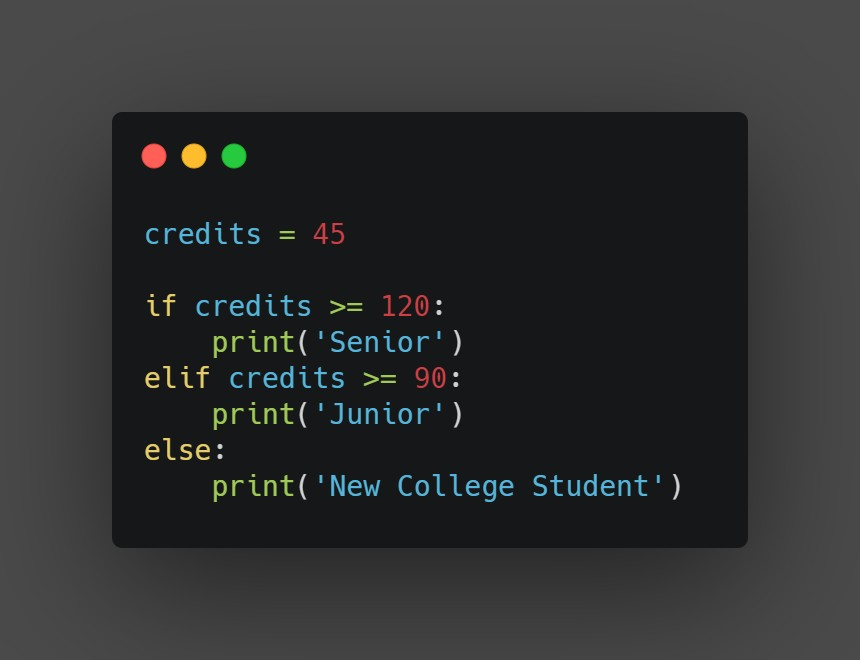 credits = 45

if credits >= 120:
    print('Senior')
elif credits >= 90:
    print('Junior')
else:
    print('New College Student')